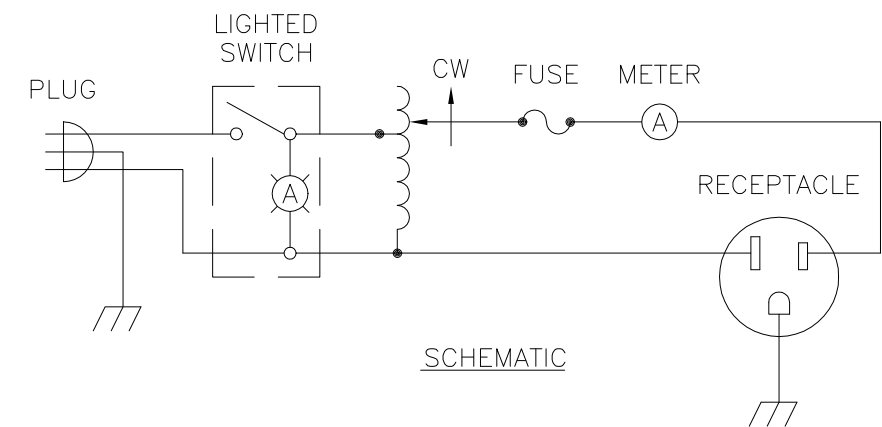 LIGHTED
SWITCH
PLUG
CW
FUSE
METER
A
A
RECEPTACLE
SCHEMATIC